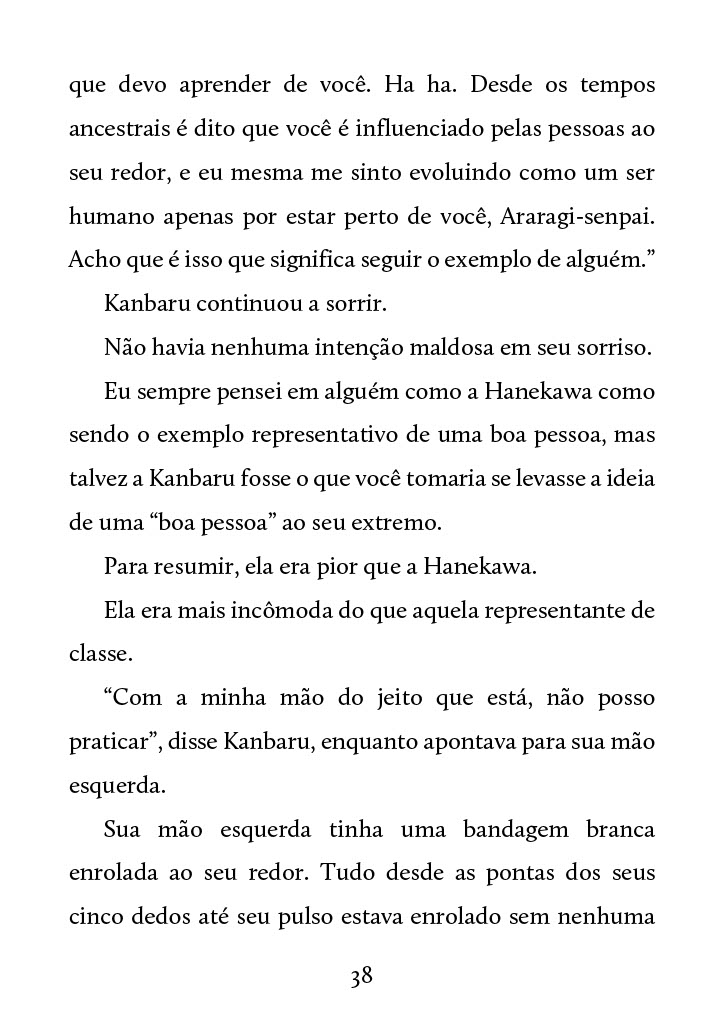 que devo aprender de você. Ha ha. Desde os tempos
ancestrais é dito que você é influenciado pelas pessoas ao
seu redor, e eu mesma me sinto evoluindo como um ser
humano apenas por estar perto de você, Araragi-senpai.
Acho que é isso que significa seguir o exemplo de alguém.”
Kanbaru continuou a sorrir.
Não havia nenhuma intenção maldosa em seu sorriso.
Eu sempre pensei em alguém como a Hanekawa como
sendo o exemplo representativo de uma boa pessoa, mas
talvez a Kanbaru fosse o que você tomaria se levasse a ideia
de uma “boa pessoa” ao seu extremo.
Para resumir, ela era pior que a Hanekawa.
Ela era mais incômoda do que aquela representante de
classe.
“Com a minha mão do jeito que está, não posso
praticar”, disse Kanbaru, enquanto apontava para sua mão
esquerda.
Sua mão esquerda tinha uma bandagem branca
enrolada ao seu redor. Tudo desde as pontas dos seus
cinco dedos até seu pulso estava enrolado sem nenhuma
38